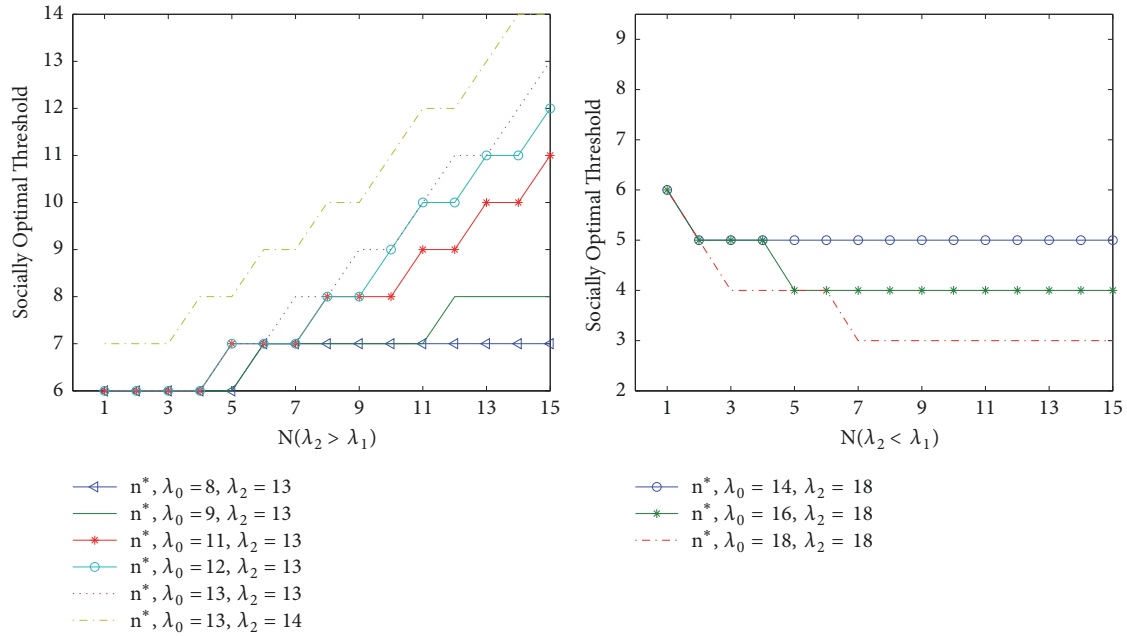 Socially Optimal Threshold
14
13
12
11
10
9
8
7
6
1 3 5 7 9 11 13 15
N(λ₂ > λ₁)
n*, λ₀ = 8, λ₂ = 13
n*, λ₀ = 9, λ₂ = 13
n*, λ₀ = 11, λ₂ = 13
n*, λ₀ = 12, λ₂ = 13
n*, λ₀ = 13, λ₂ = 13
n*, λ₀ = 13, λ₂ = 14
Socially Optimal Threshold
9
8
7
6
5
4
3
2
1 3 5 7 9 11 13 15
N(λ₂ < λ₁)
n*, λ₀ = 14, λ₂ = 18
n*, λ₀ = 16, λ₂ = 18
n*, λ₀ = 18, λ₂ = 18